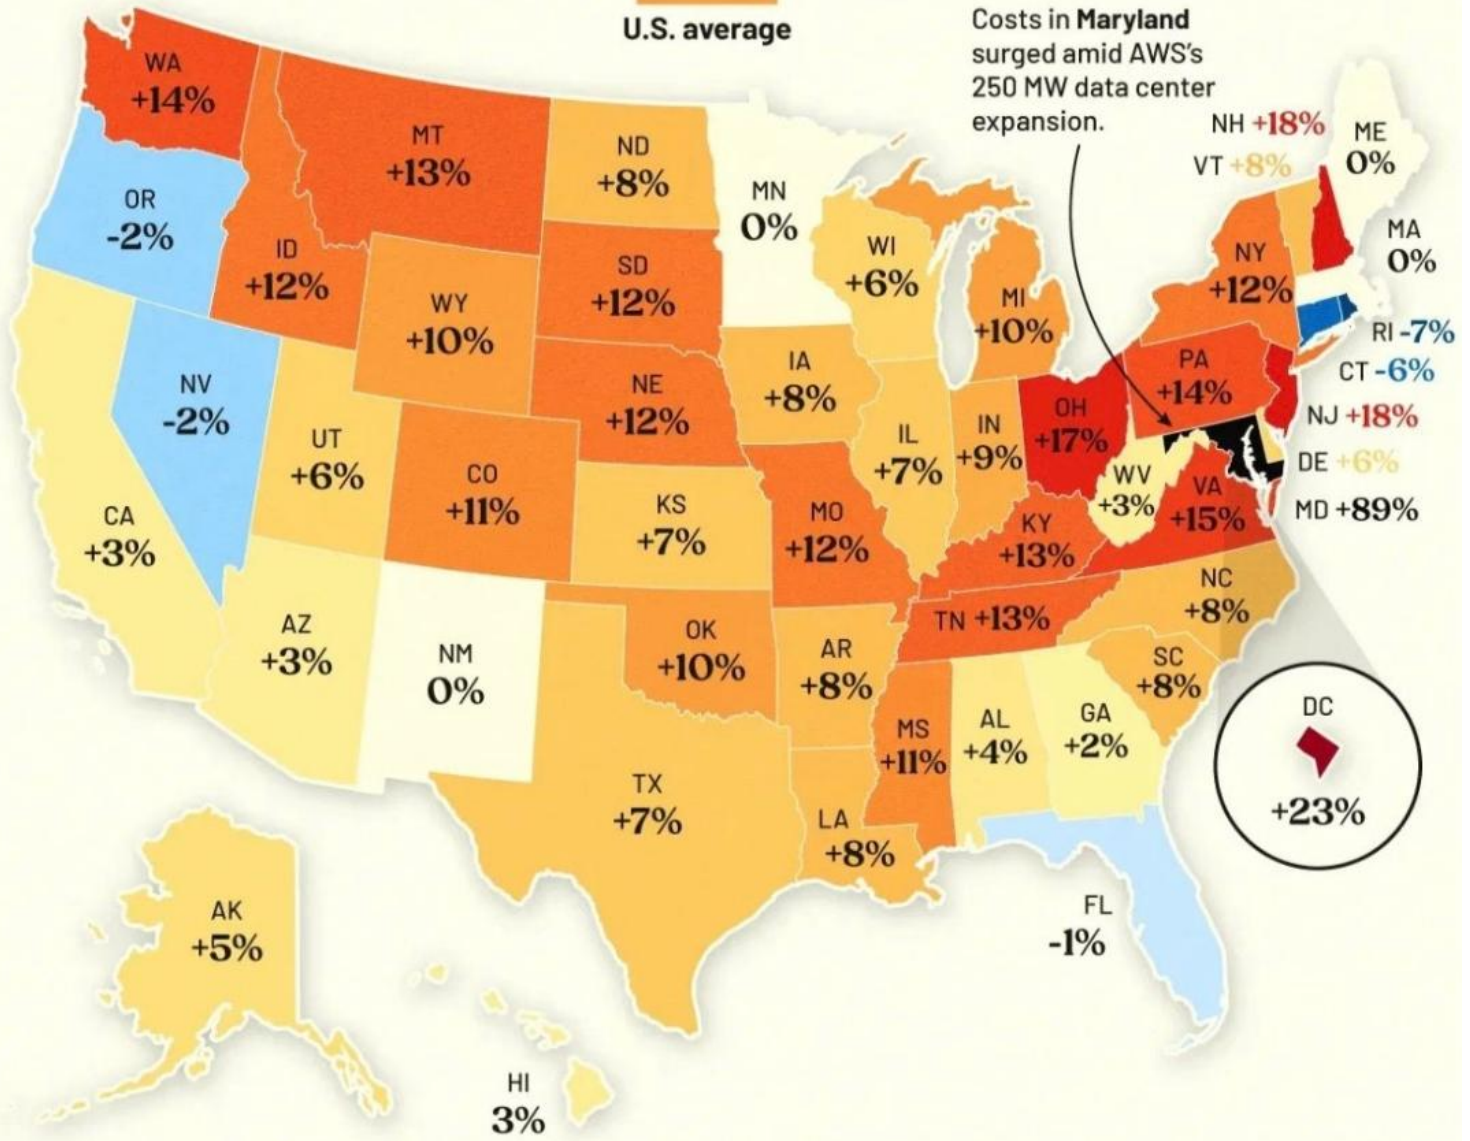 U.S. average
Costs in Maryland
surged amid AWS's
250 MW data center
expansion.
WA
+14%
MT
+13%
ND
+8%
MN
0%
NH +18%
VT +8%
ME
0%
OR
-2%
ID
+12%
WY
+10%
SD
+12%
WI
+6%
MI
+10%
NY
+12%
MA
0%
RI -7%
CT -6%
NV
-2%
UT
+6%
CO
+11%
NE
+12%
IA
+8%
IL
+7%
IN
+9%
OH
+17%
PA
+14%
NJ +18%
DE +6%
MD +89%
CA
+3%
KS
+7%
MO
+12%
KY
+13%
WV
+3%
VA
+15%
AZ
+3%
NM
0%
OK
+10%
AR
+8%
TN +13%
NC
+8%
SC
+8%
TX
+7%
LA
+8%
MS
+11%
AL
+4%
GA
+2%
DC
+23%
FL
-1%
AK
+5%
HI
3%